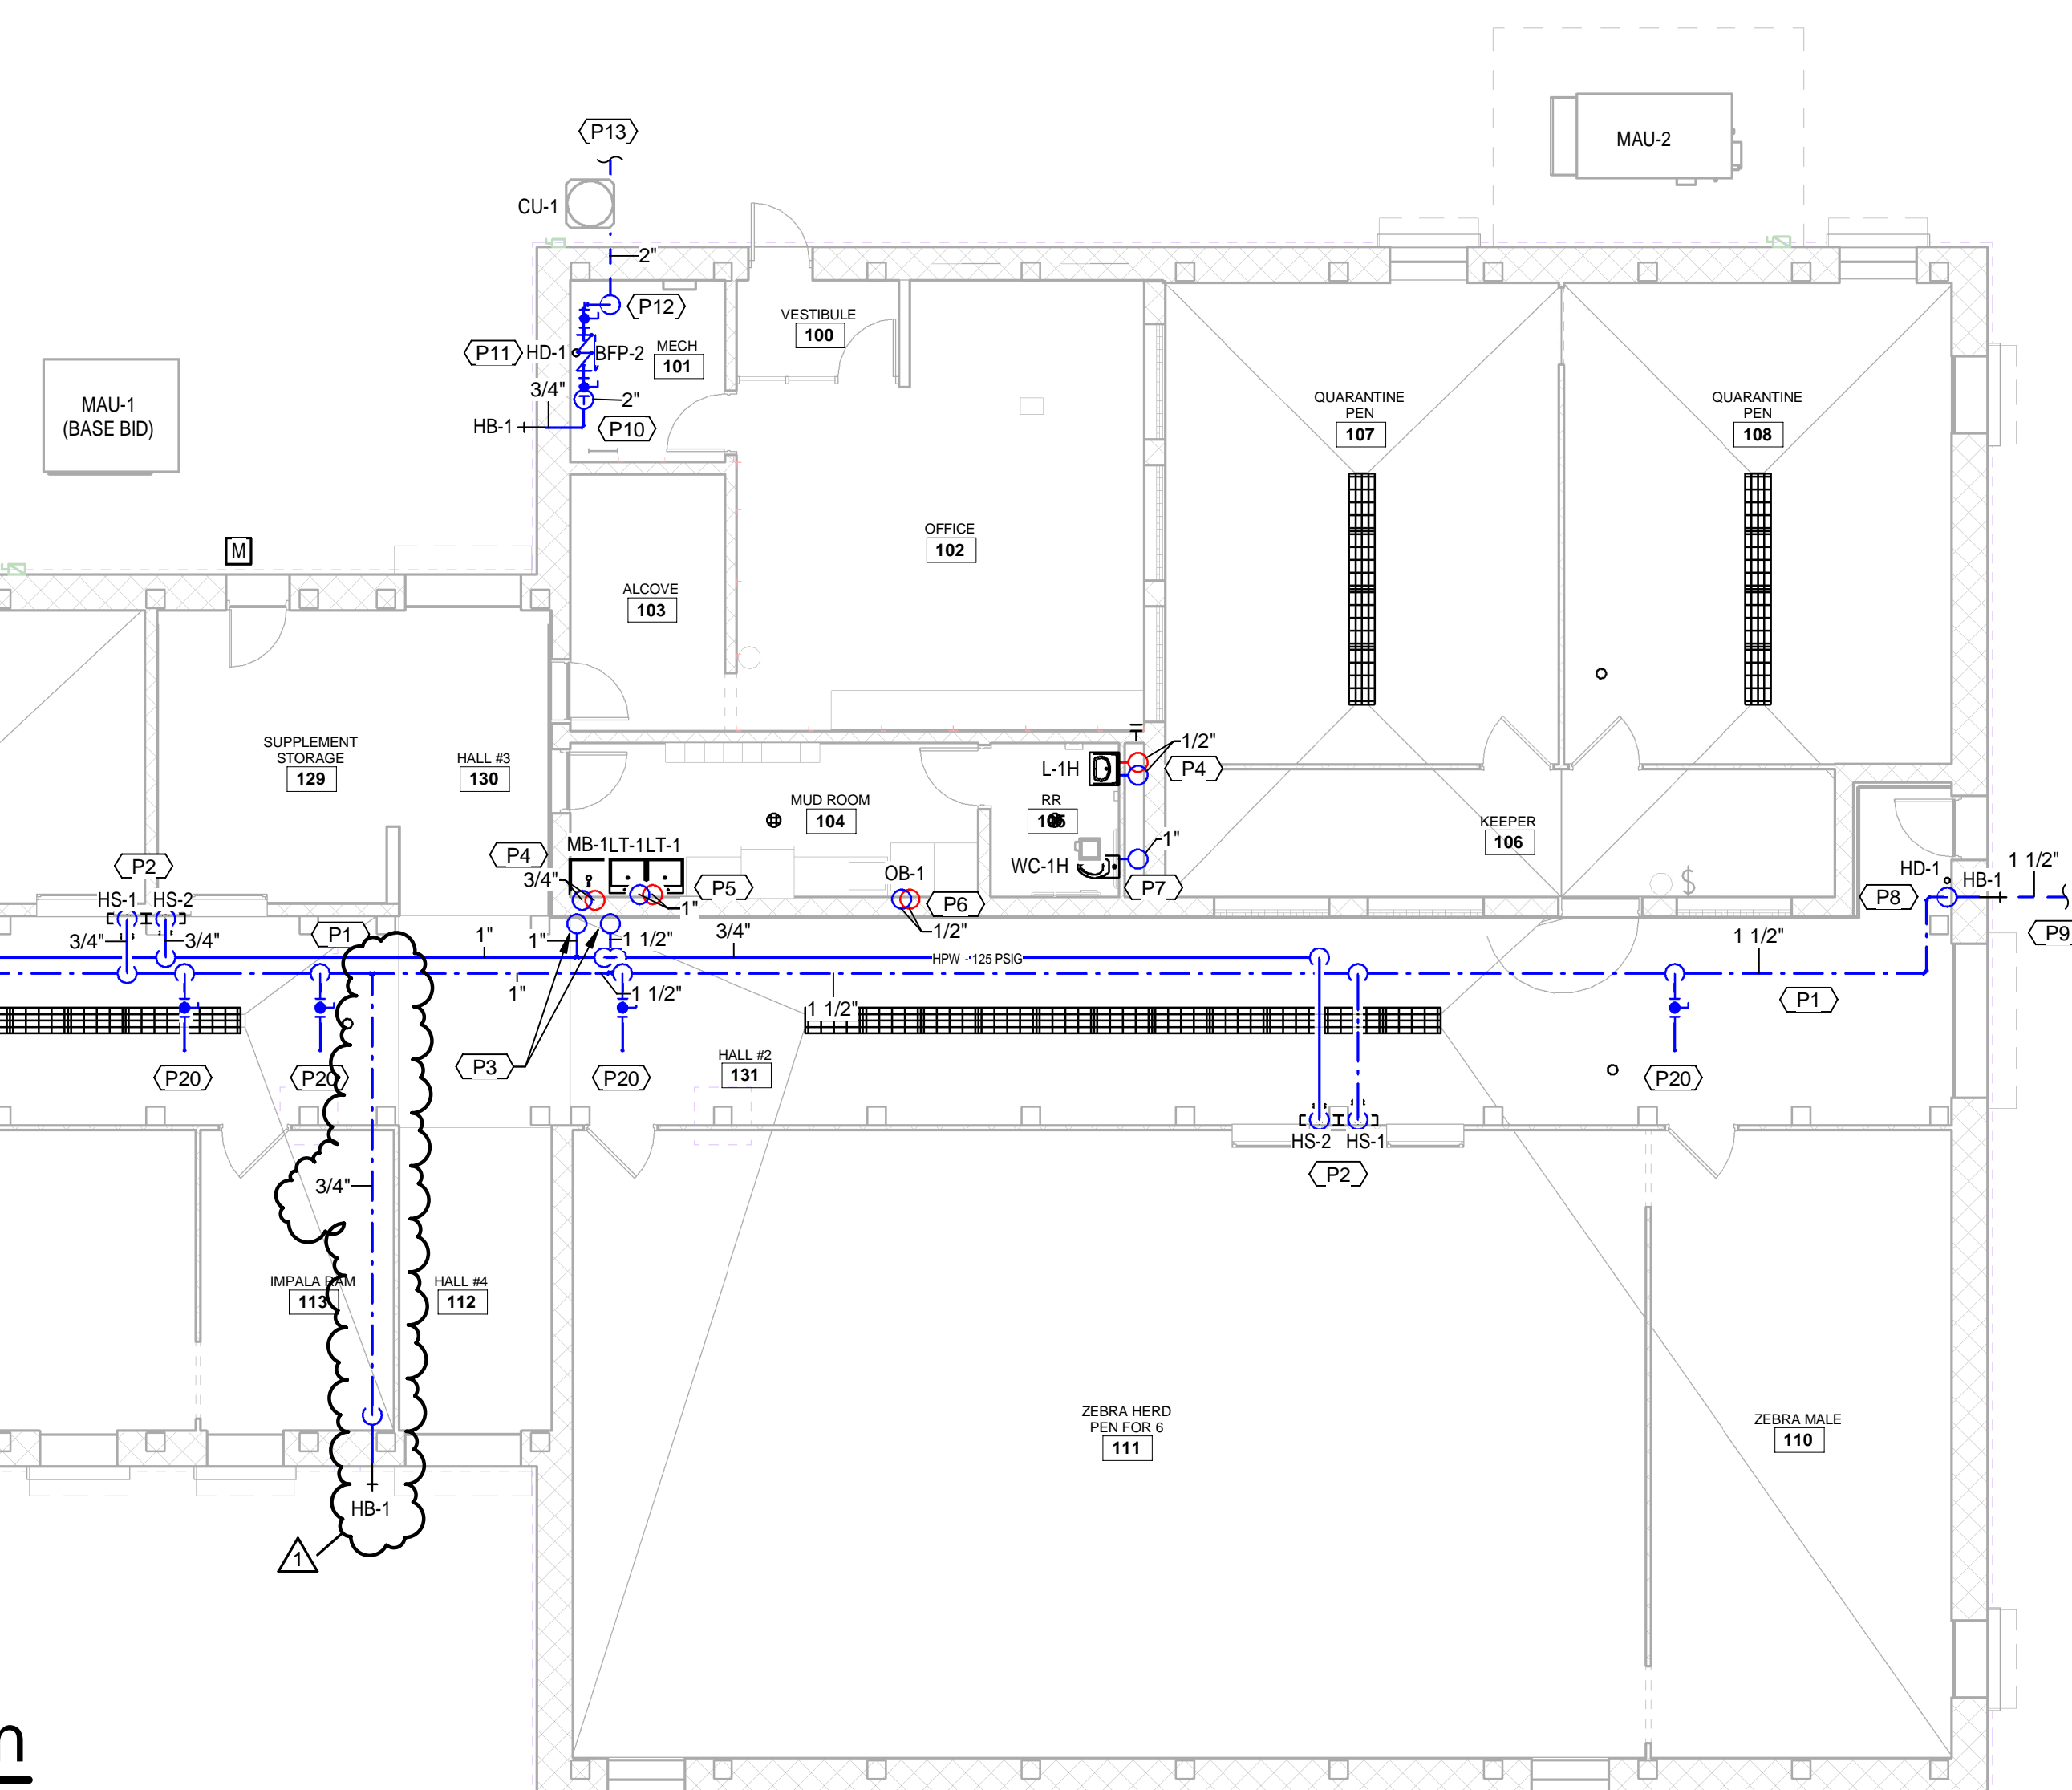 P13
MAU-2
CU-1
2"
P12
VESTIBULE
100
P11
HD-1
BFP-2
MECH
101
3/4"
2"
HB-1
P10
MAU-1
(BASE BID)
QUARANTINE
PEN
107
QUARANTINE
PEN
108
OFFICE
102
M
ALCOVE
103
SUPPLEMENT
STORAGE
129
HALL #3
130
1/2"
L-1H
P4
MUD ROOM
104
RR
KEEPER
106
MB-1
LT-1
LT-1
P4
3/4"
P5
1"
OB-1
P6
1/2"
WC-1H
1"
P7
$
HD-1
HB-1
1 1/2"
P8
P9
P2
HS-1
HS-2
3/4"
3/4"
P1
1"
1"
1 1/2"
3/4"
HPW - 125 PSIG
1 1/2"
1"
1 1/2"
1 1/2"
P1
P3
P20
P20
P20
HALL #2
131
P20
HS-2
HS-1
P2
3/4"
IMPALA RAM
113
HALL #4
112
ZEBRA HERD
PEN FOR 6
111
ZEBRA MALE
110
HB-1
1